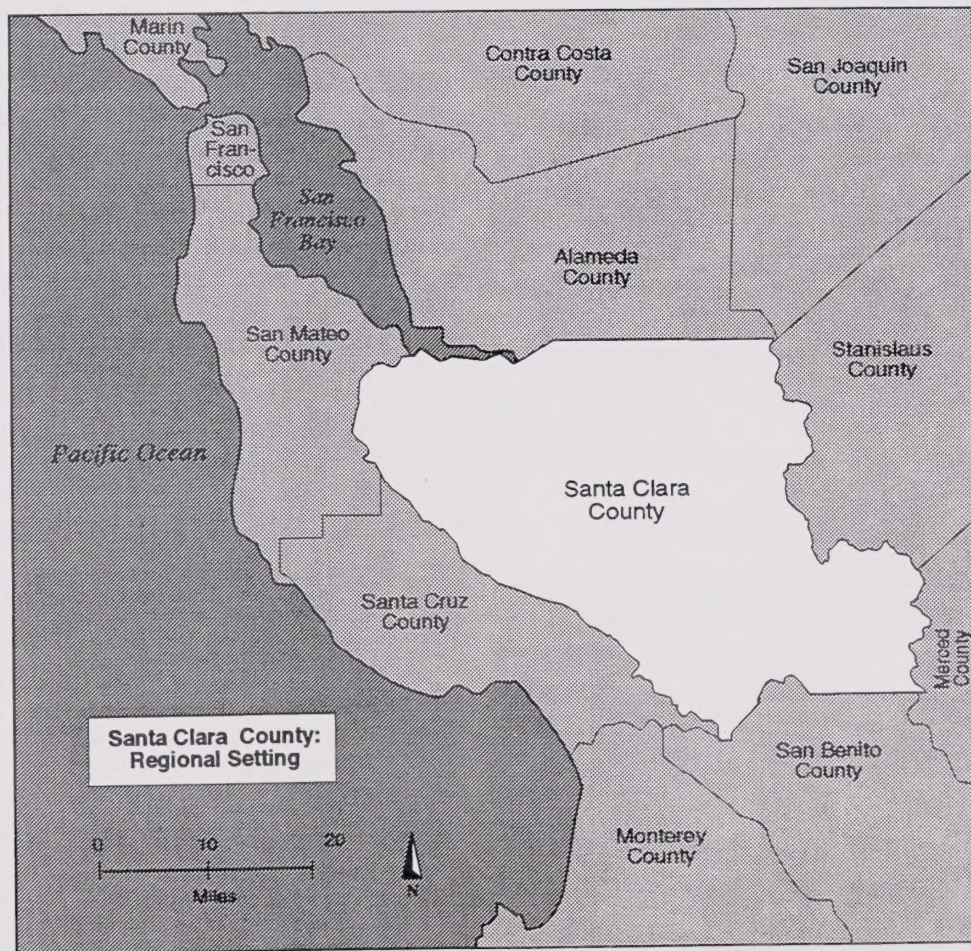 Marin
County
Contra Costa
County
San Joaquin
County
San
Fran-
cisco
San
Francisco
Bay
Alameda
County
San Mateo
County
Stanislaus
County
Pacific Ocean
Santa Clara
County
Santa Cruz
County
Merced
County
Santa Clara County:
Regional Setting
San Benito
County
Monterey
County
0 10 20
Miles
N